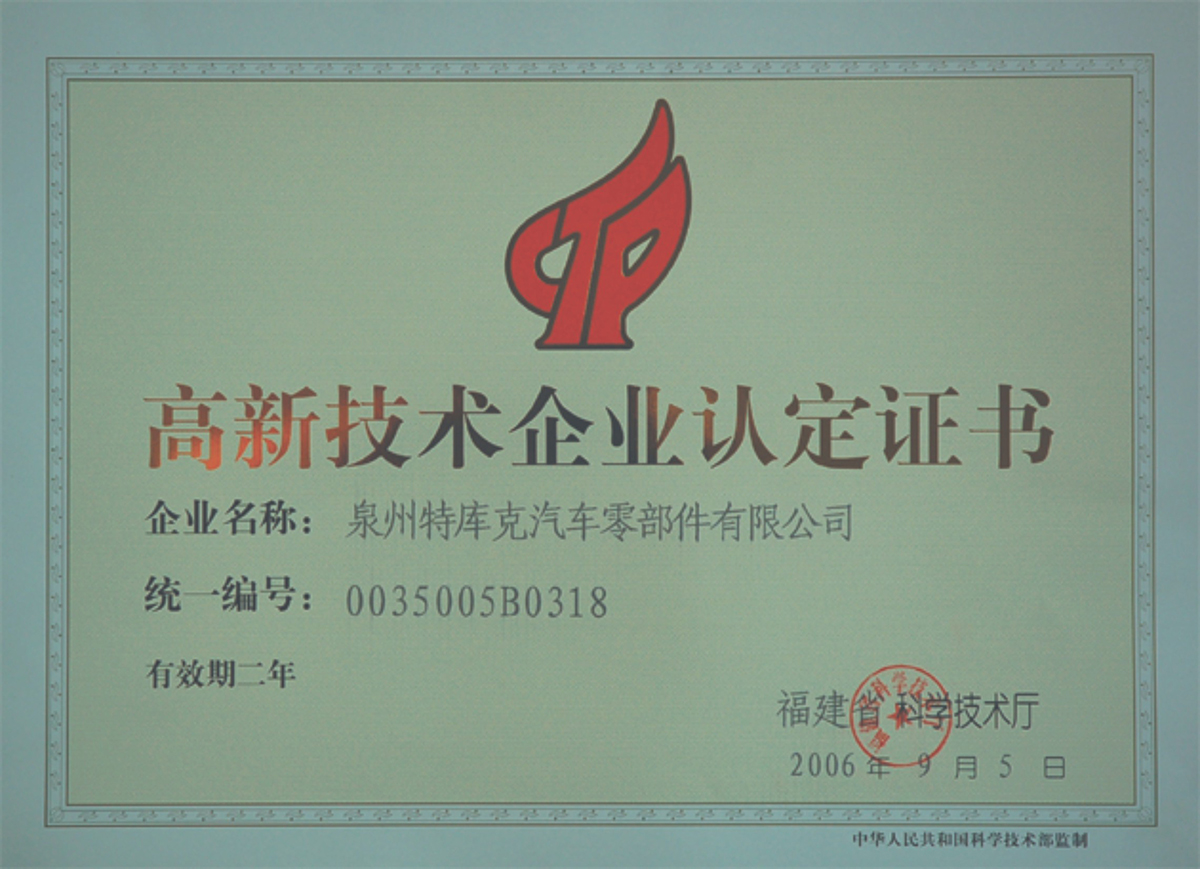 高新技术企业认定证书
企业名称：泉州特库克汽车零部件有限公司
统一编号：0035005B0318
有效期二年
福建省科学技术厅
2006年9月5日
中华人民共和国科学技术部监制